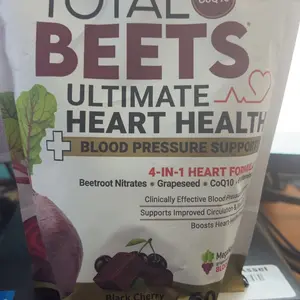 TOTAL
COQ10
BEETS
ULTIMATE
HEART HEALTH
+ BLOOD PRESSURE SUPPORT
4-IN-1 HEART FORMULA
Beetroot Nitrates • Grapeseed • CoQ10 •
Clinically Effective Blood
Supports Improved Circulation
Boosts Heart
Black Cherry